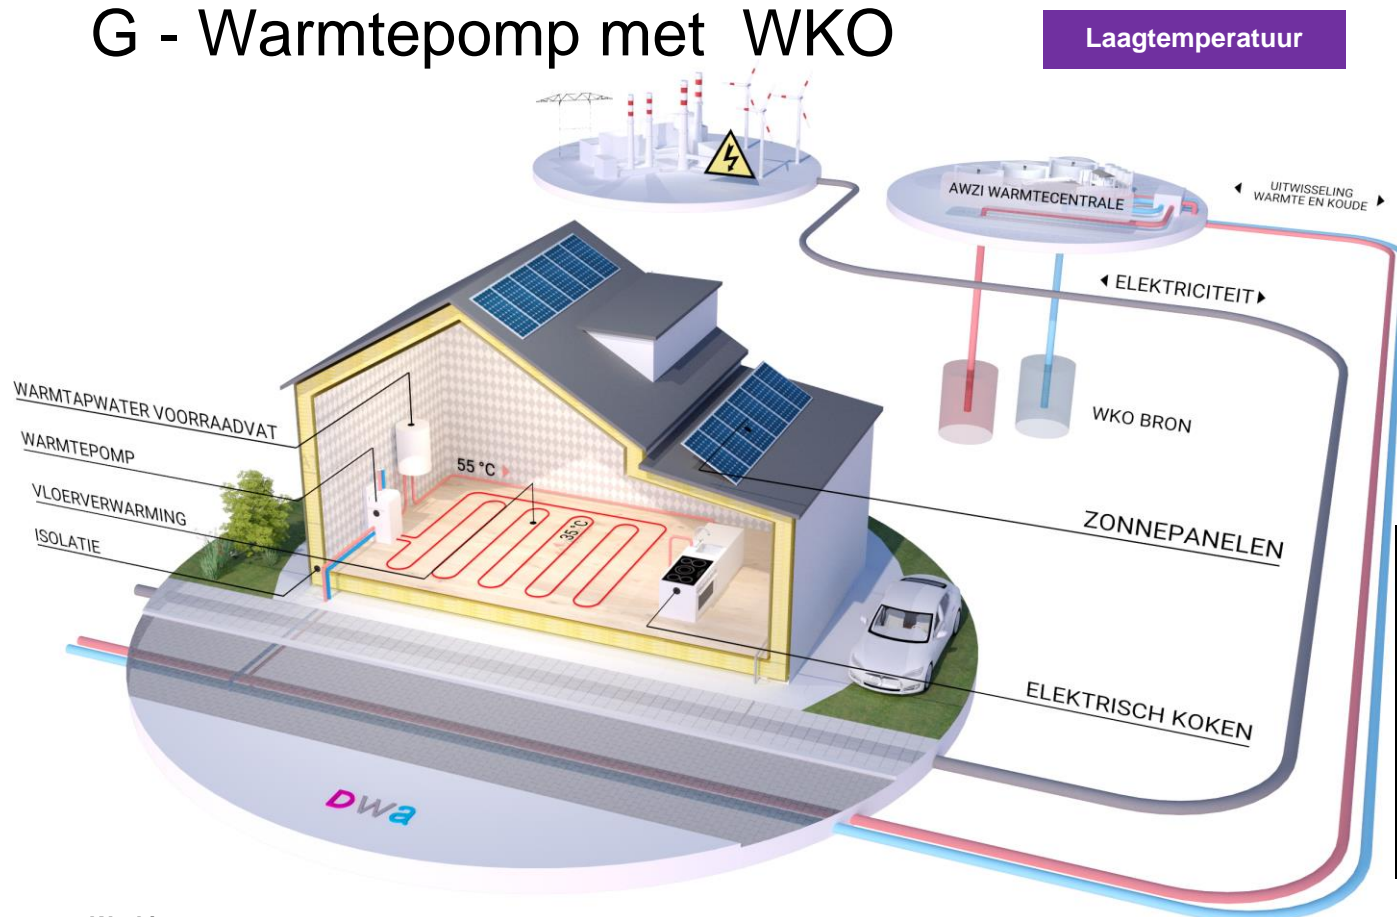 G - Warmtepomp met WKO
Laagtemperatuur
AWZI WARMTECENTRALE
UITWISSELING
WARMTE EN KOUDE
ELEKTRICITEIT
WKO BRON
WARMTAPWATER VOORRAADVAT
WARMTEPOMP
VLOERVERWARMING
ISOLATIE
55 °C
35 °C
ZONNEPANELEN
ELEKTRISCH KOKEN
DWa